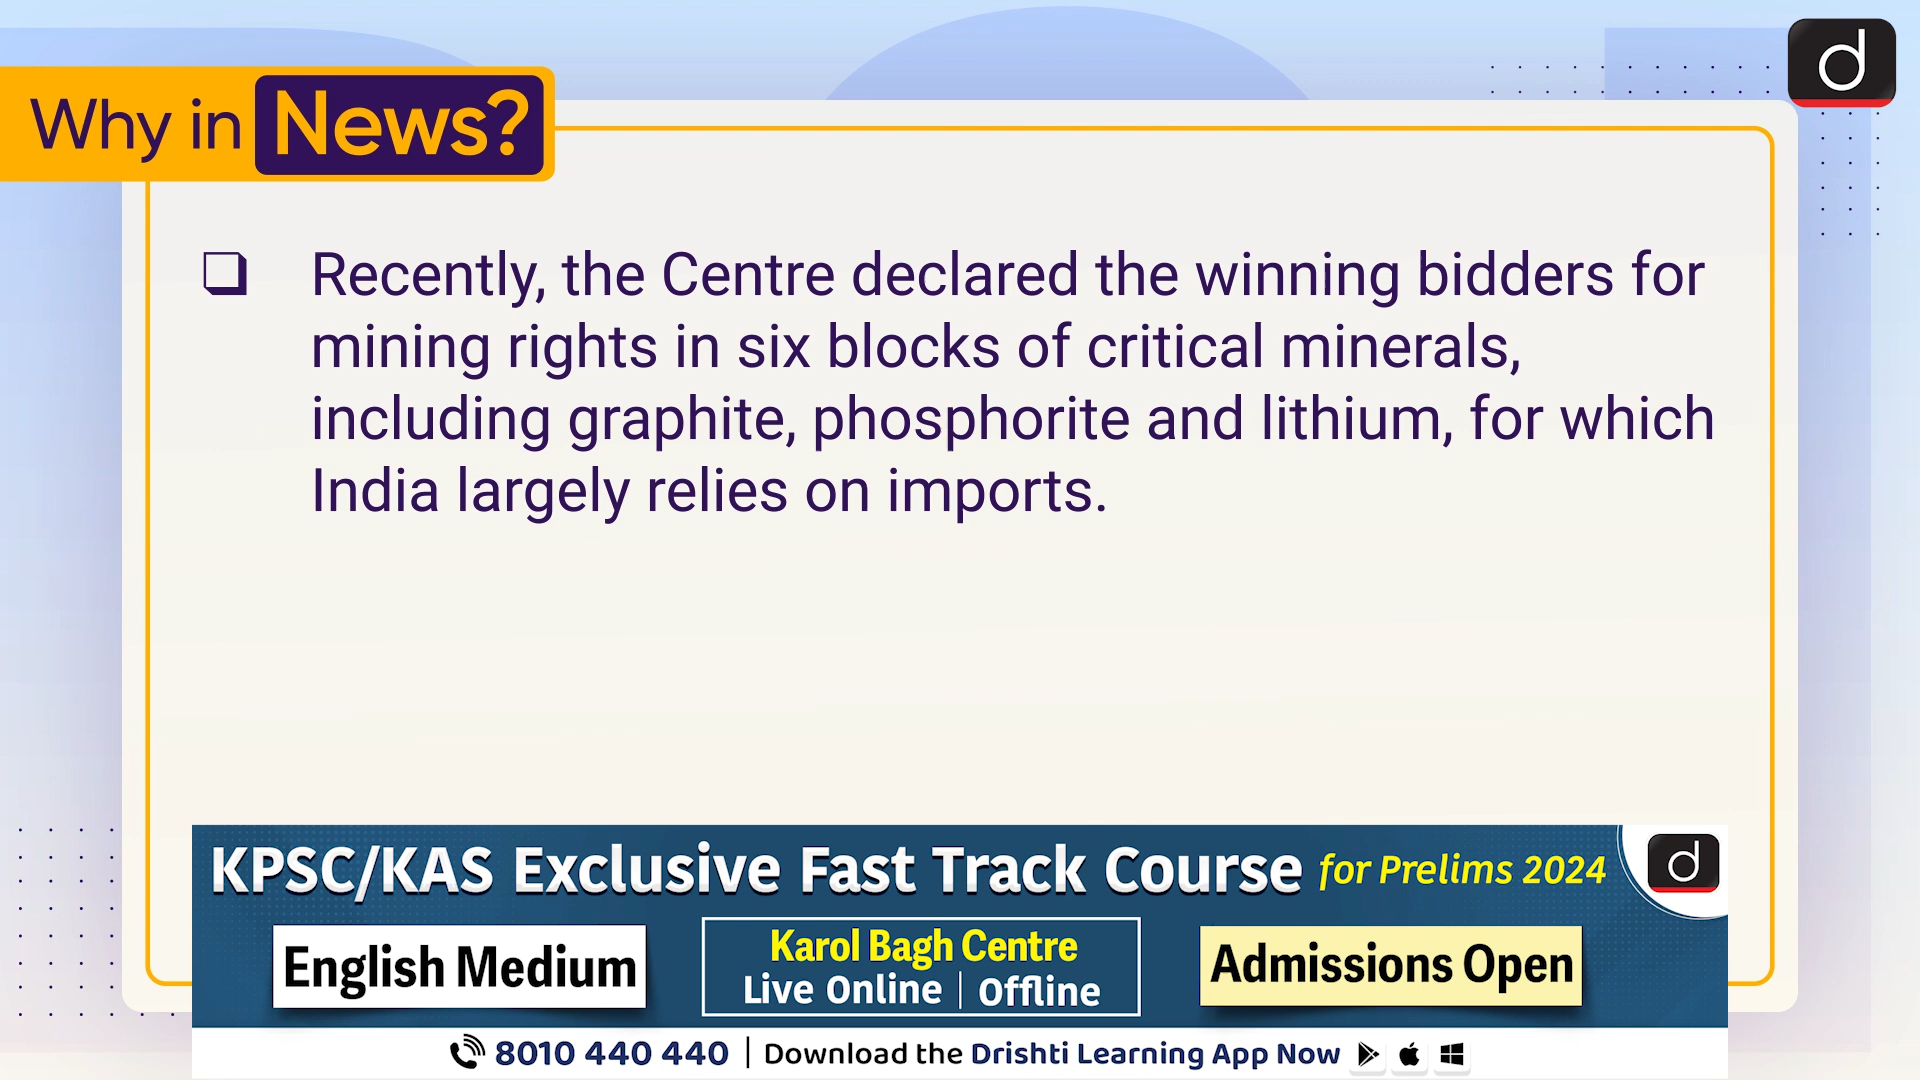 Why in News?
Recently, the Centre declared the winning bidders for
mining rights in six blocks of critical minerals,
including graphite, phosphorite and lithium, for which
India largely relies on imports.
KPSC/KAS Exclusive Fast Track Course for Prelims 2024
English Medium
Karol Bagh Centre
Live Online | Offline
Admissions Open
8010 440 440 | Download the Drishti Learning App Now
d
d